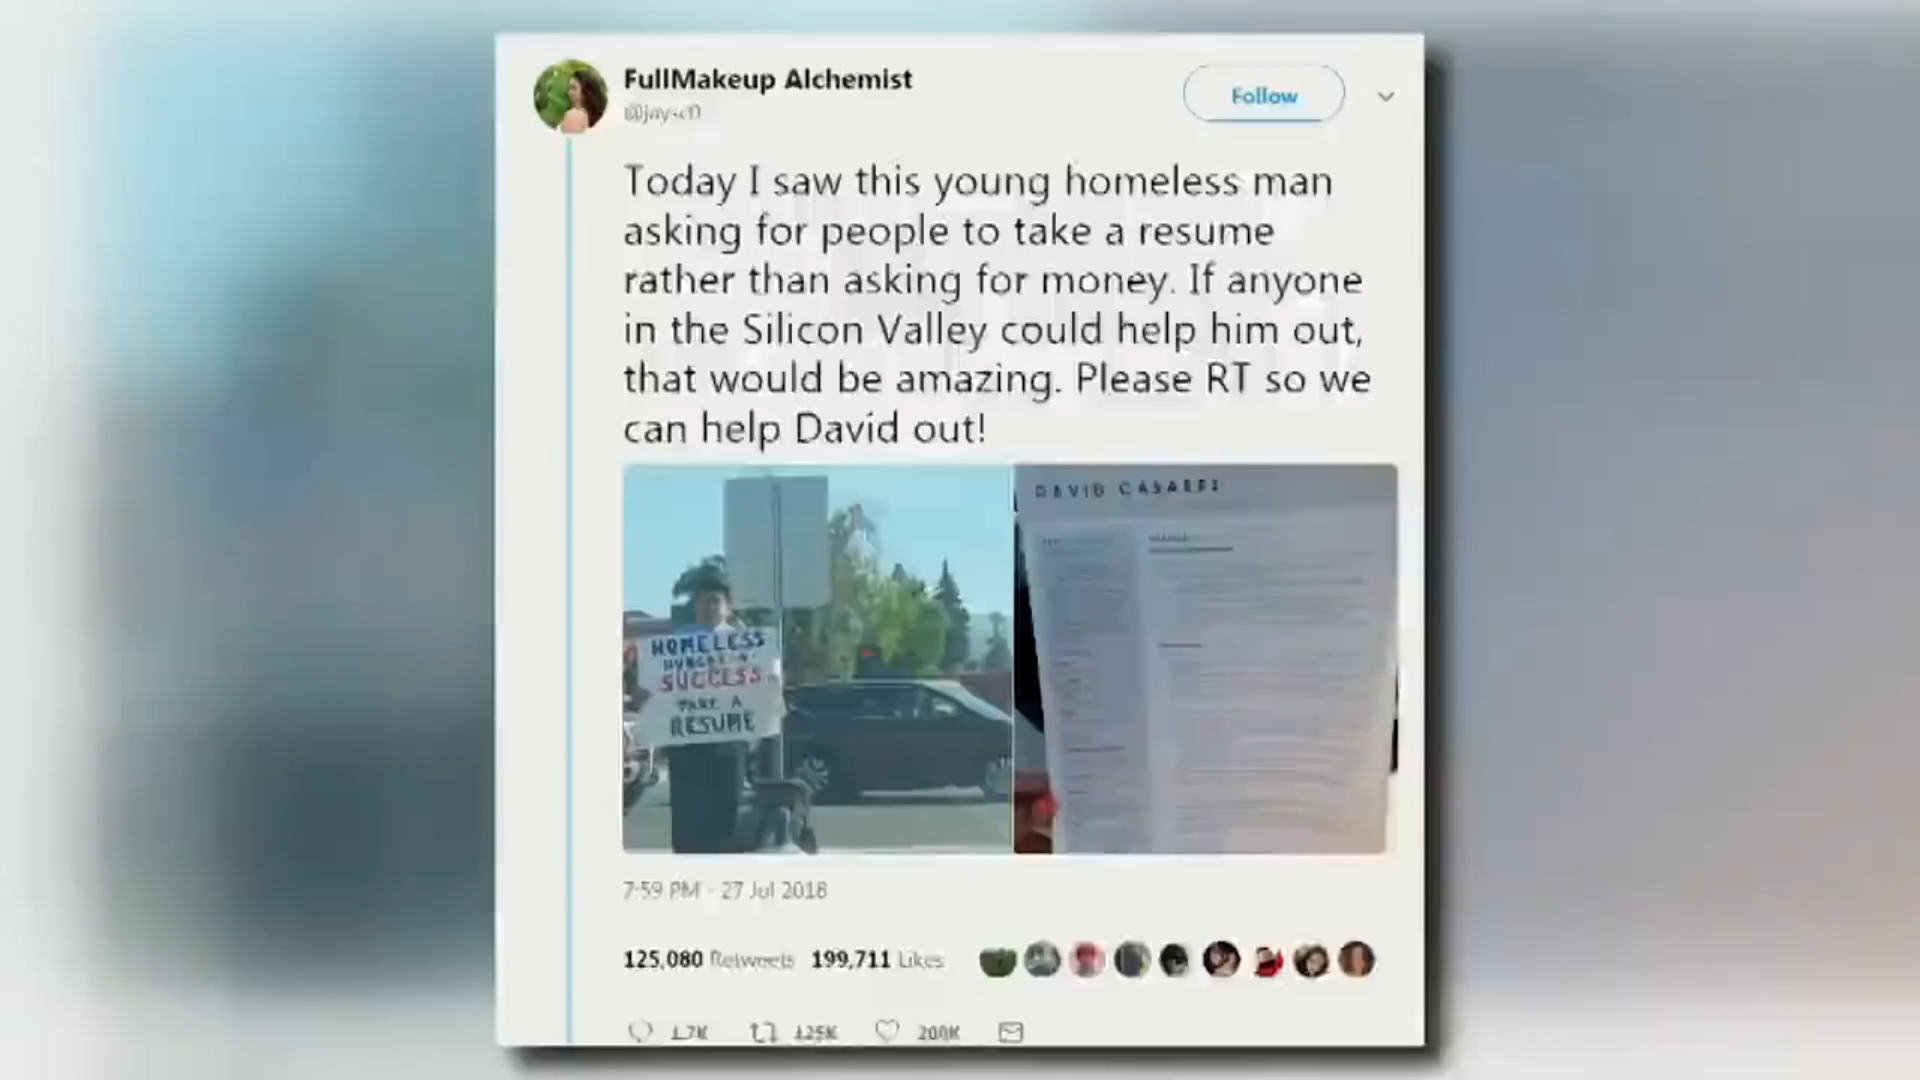 FullMakeup Alchemist
Follow
Today I saw this young homeless man
asking for people to take a resume
rather than asking for money. If anyone
in the Silicon Valley could help him out,
that would be amazing. Please RT so we
can help David out!
DAVID
HOMELESS
SUCCESS
TAKE A
RESUME
7:59 PM - 27 Jul 2018
125,080 Retweets 199,711 Likes
125K 200K